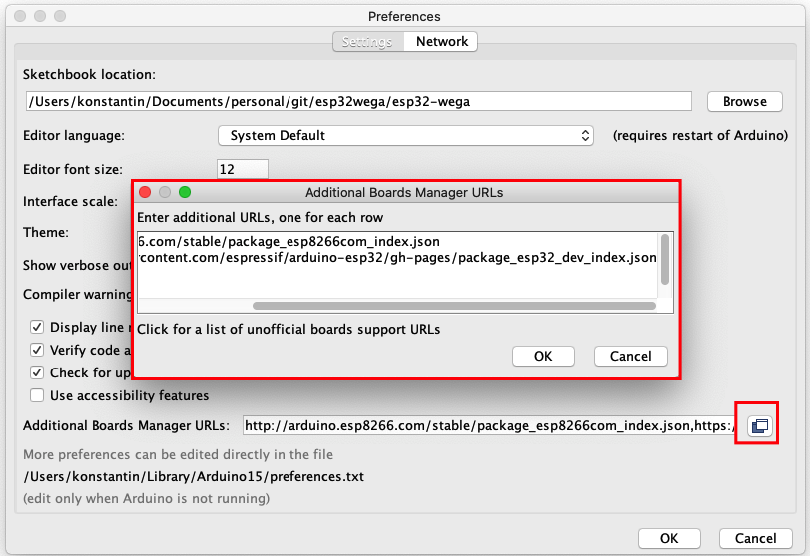 Preferences
Settings Network
Sketchbook location:
/Users/konstantin/Documents/personal/git/esp32wega/esp32-wega Browse
Editor language: System Default (requires restart of Arduino)
Editor font size: 12
Interface scale:
Theme:
Show verbose out
Compiler warning
Display line
Verify code a
Check for up
Use accessibility features
Additional Boards Manager URLs: http://arduino.esp8266.com/stable/package_esp8266com_index.json,https:/
More preferences can be edited directly in the file
/Users/konstantin/Library/Arduino15/preferences.txt
(edit only when Arduino is not running)
OK Cancel
Additional Boards Manager URLs
Enter additional URLs, one for each row
6.com/stable/package_esp8266com_index.json
rcontent.com/espressif/arduino-esp32/gh-pages/package_esp32_dev_index.json
Click for a list of unofficial boards support URLs
OK Cancel